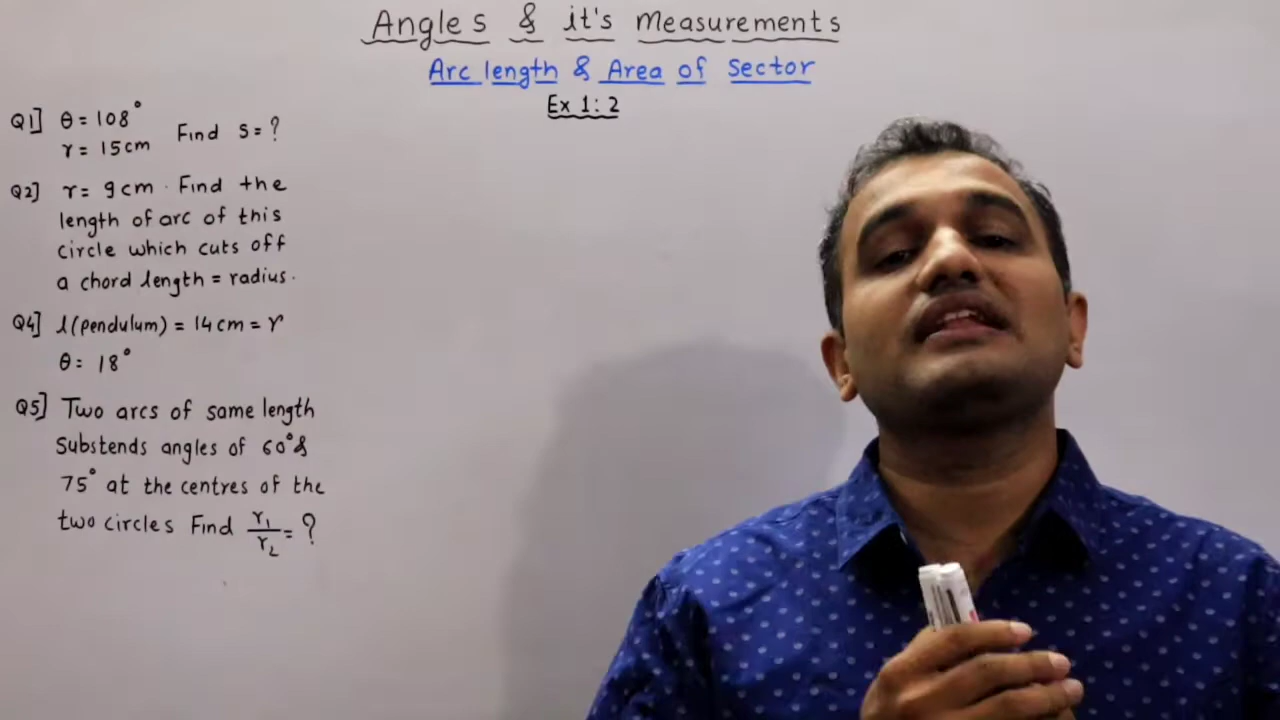 Angles & it's Measurements
Arc length & Area of Sector
Ex 1:2
Q1] θ = 108°
r = 15cm Find s = ?
Q2] r = 9cm. Find the
length of arc of this
circle which cuts off
a chord length = radius.
Q4] l(pendulum) = 14cm = r
θ = 18°
Q5] Two arcs of same length
Substends angles of 60° &
75° at the centres of the
two circles Find r₁/r₂ = ?